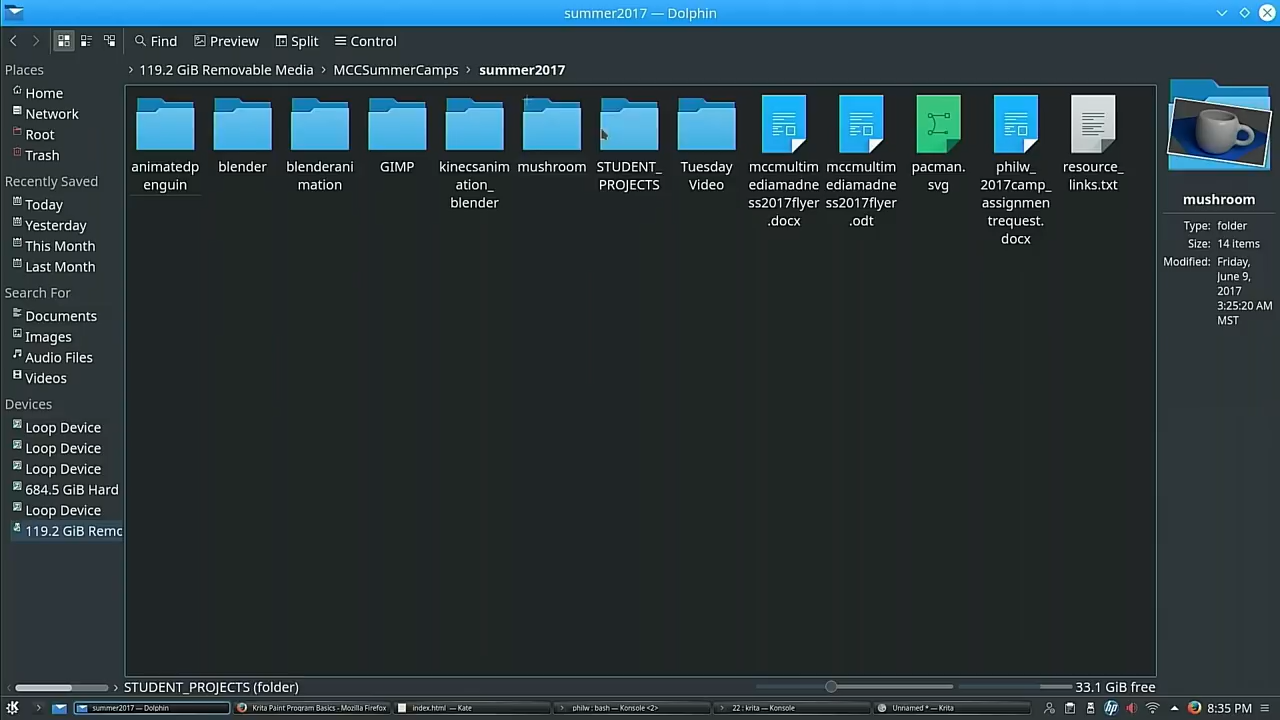 summer2017 — Dolphin
Find
Preview
Split
Control
Places
119.2 GiB Removable Media
MCCSummerCamps
summer2017
Home
Network
Root
Trash
Recently Saved
Today
Yesterday
This Month
Last Month
Search For
Documents
Images
Audio Files
Videos
Devices
Loop Device
Loop Device
Loop Device
684.5 GiB Hard
Loop Device
119.2 GiB Remo
animatedp
enguin
blender
blenderani
mation
GIMP
kinecsanim
ation_
blender
mushroom
STUDENT_
PROJECTS
Tuesday
Video
mccmultim
ediamadne
ss2017flyer
.docx
mccmultim
ediamadne
ss2017flyer
.odt
pacman.
svg
philw_
2017camp_
assignmen
trequest.
docx
resource_
links.txt
mushroom
Type: folder
Size: 14 items
Modified: Friday,
June 9,
2017
3:25:20 AM
MST
STUDENT_PROJECTS (folder)
33.1 GiB free
summer2017 — Dolphin
Krita Paint Program Basics - Mozilla Firefox
index.html — Kate
philw : bash — Konsole <2>
22 : krita — Konsole
Unnamed * — Krita
hp
8:35 PM